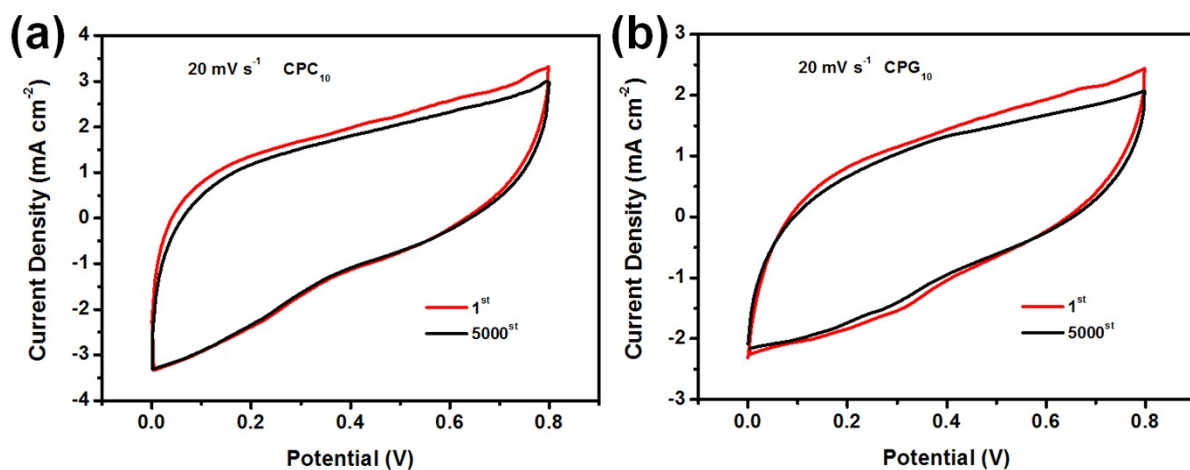 (a)
20 mV s⁻¹ CPC₁₀
Current Density (mA cm⁻²)
4
3
2
1
0
-1
-2
-3
-4
0.0 0.2 0.4 0.6 0.8
Potential (V)
1ˢᵗ
5000ˢᵗ
(b)
20 mV s⁻¹ CPG₁₀
Current Density (mA cm⁻²)
3
2
1
0
-1
-2
-3
0.0 0.2 0.4 0.6 0.8
Potential (V)
1ˢᵗ
5000ˢᵗ